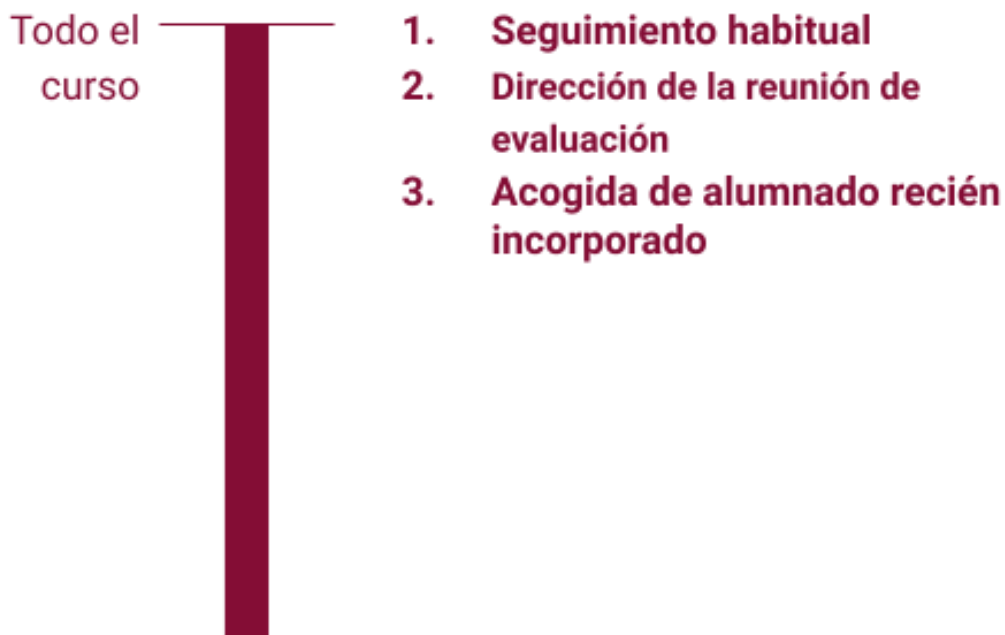 Todo el
curso
1. Seguimiento habitual
2. Dirección de la reunión de
evaluación
3. Acogida de alumnado recién
incorporado